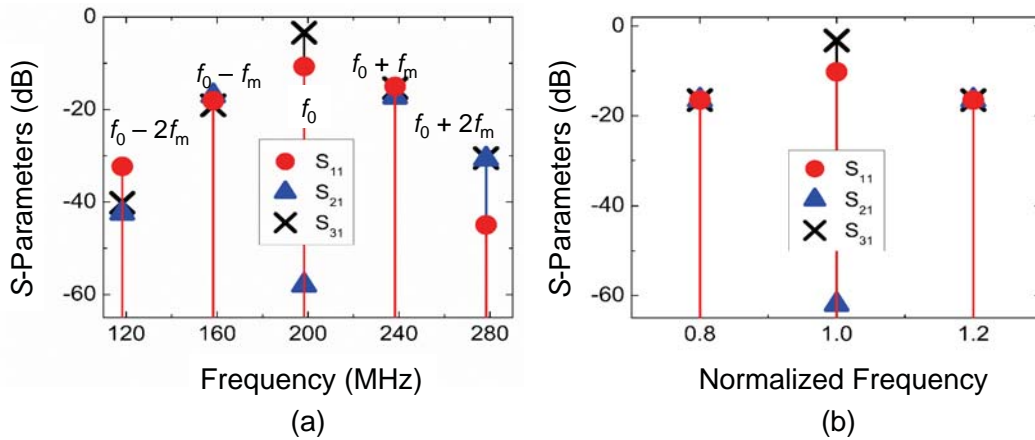 0
-20
-40
-60
S-Parameters (dB)
f0 – 2fm
f0 – fm
f0
f0 + fm
f0 + 2fm
S11
S21
S31
120 160 200 240 280
Frequency (MHz)
(a)
0
-20
-40
-60
S-Parameters (dB)
S11
S21
S31
0.8 1.0 1.2
Normalized Frequency
(b)